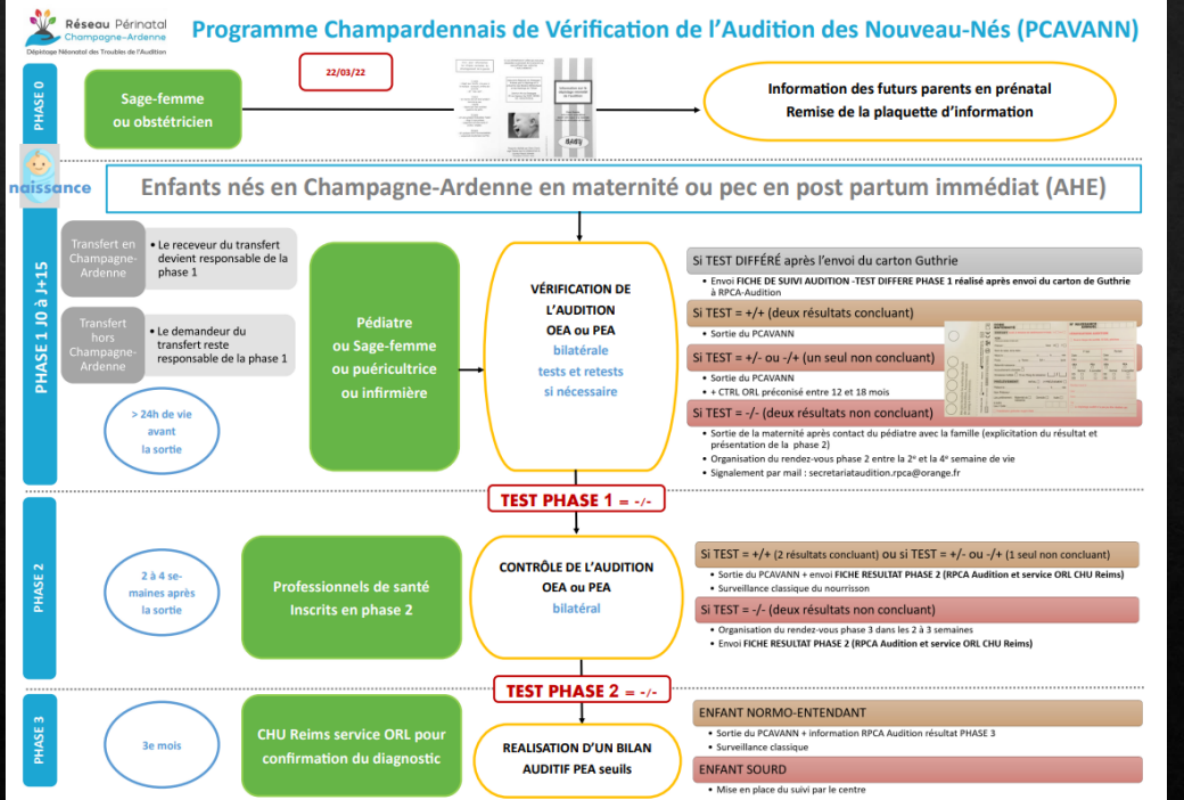 Réseau Périnatal
Champagne-Ardenne
Dépistage Néonatal des Troubles de l'Audition
Programme Champardennais de Vérification de l'Audition des Nouveau-Nés (PCAVANN)
PHASE 0
Sage-femme
ou obstétricien
22/03/22
Information des futurs parents en prénatal
Remise de la plaquette d'information
naissance
Enfants nés en Champagne-Ardenne en maternité ou pec en post partum immédiat (AHE)
PHASE 1 J0 à J+15
Transfert en
Champagne-
Ardenne
• Le receveur du transfert
devient responsable de la
phase 1
Transfert
hors
Champagne-
Ardenne
• Le demandeur du
transfert reste
responsable de la phase 1
> 24h de vie
avant
la sortie
Pédiatre
ou Sage-femme
ou puéricultrice
ou infirmière
VÉRIFICATION DE
L'AUDITION
OEA ou PEA
bilatérale
tests et retests
si nécessaire
Si TEST DIFFÉRÉ après l'envoi du carton Guthrie
• Envoi FICHE DE SUIVI AUDITION -TEST DIFFERE PHASE 1 réalisé après envoi du carton de Guthrie
à RPCA-Audition
Si TEST = +/+ (deux résultats concluant)
• Sortie du PCAVANN
Si TEST = +/- ou -/+ (un seul non concluant)
• Sortie du PCAVANN
• + CTRL ORL préconisé entre 12 et 18 mois
Si TEST = -/- (deux résultats non concluant)
• Sortie de la maternité après contact du pédiatre avec la famille (explicitation du résultat et
présentation de la phase 2)
• Organisation du rendez-vous phase 2 entre la 2e et la 4e semaine de vie
• Signalement par mail : secretariataudition.rpca@orange.fr
TEST PHASE 1 = -/-
PHASE 2
2 à 4 se-
maines après
la sortie
Professionnels de santé
Inscrits en phase 2
CONTRÔLE DE L'AUDITION
OEA ou PEA
bilatéral
Si TEST = +/+ (2 résultats concluant) ou si TEST = +/- ou -/+ (1 seul non concluant)
• Sortie du PCAVANN + envoi FICHE RESULTAT PHASE 2 (RPCA Audition et service ORL CHU Reims)
• Surveillance classique du nourrisson
Si TEST = -/- (deux résultats non concluant)
• Organisation du rendez-vous phase 3 dans les 2 à 3 semaines
• Envoi FICHE RESULTAT PHASE 2 (RPCA Audition et service ORL CHU Reims)
TEST PHASE 2 = -/-
PHASE 3
3e mois
CHU Reims service ORL pour
confirmation du diagnostic
REALISATION D'UN BILAN
AUDITIF PEA seuils
ENFANT NORMO-ENTENDANT
• Sortie du PCAVANN + information RPCA Audition résultat PHASE 3
• Surveillance classique
ENFANT SOURD
• Mise en place du suivi par le centre